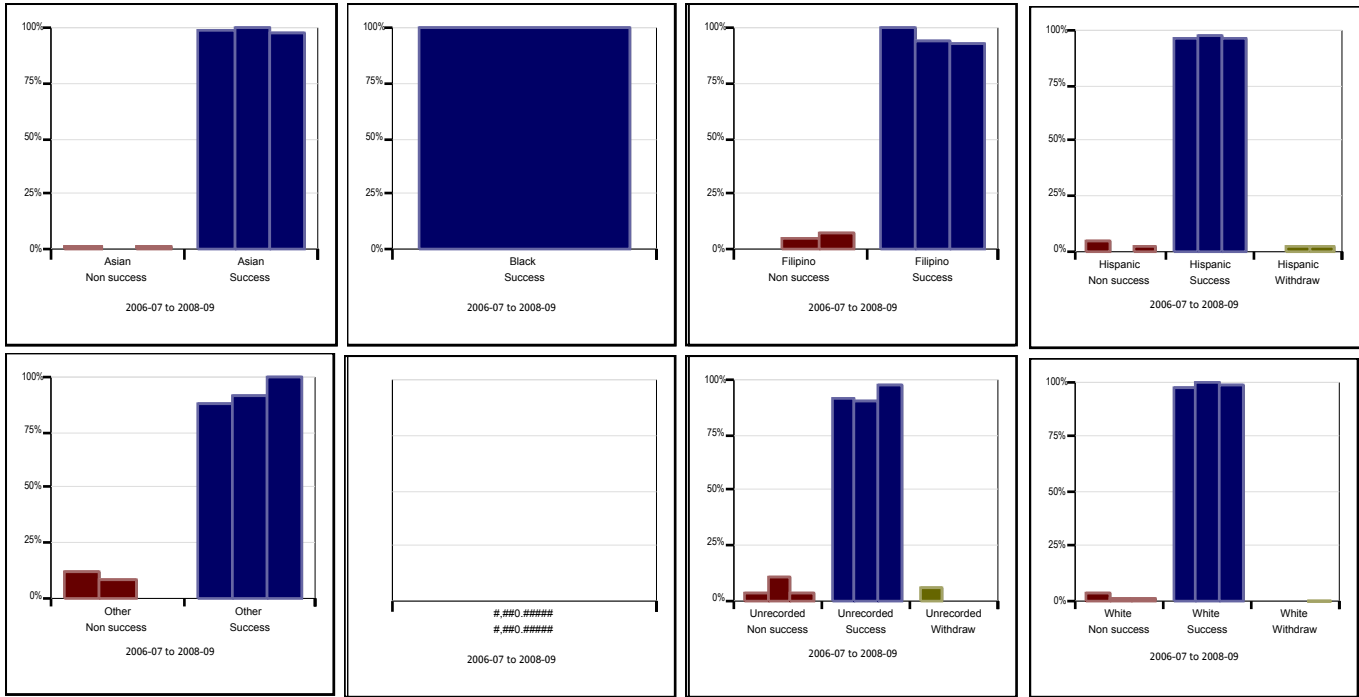 100%
75%
50%
25%
0%
Asian Asian
Non success Success
2006-07 to 2008-09
100%
75%
50%
25%
0%
Black
Success
2006-07 to 2008-09
100%
75%
50%
25%
0%
Filipino Filipino
Non success Success
2006-07 to 2008-09
100%
75%
50%
25%
0%
Hispanic Hispanic Hispanic
Non success Success Withdraw
2006-07 to 2008-09
100%
75%
50%
25%
0%
Other Other
Non success Success
2006-07 to 2008-09
#,##0.#####
#,##0.#####
2006-07 to 2008-09
100%
75%
50%
25%
0%
Unrecorded Unrecorded Unrecorded
Non success Success Withdraw
2006-07 to 2008-09
100%
75%
50%
25%
0%
White White White
Non success Success Withdraw
2006-07 to 2008-09